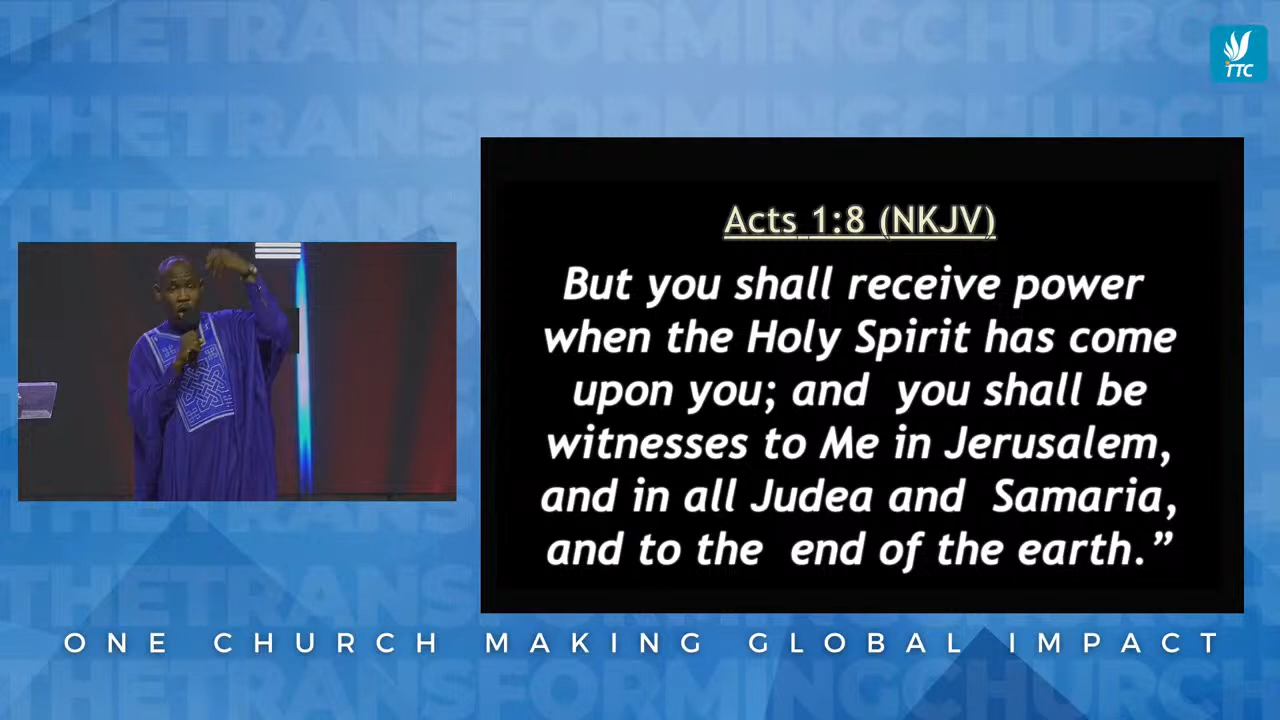 THETRANSFORMINGCHURCH
THETRANSFORMINGCHURCH
TTC
Acts 1:8 (NKJV)
But you shall receive power
when the Holy Spirit has come
upon you; and you shall be
witnesses to Me in Jerusalem,
and in all Judea and Samaria,
and to the end of the earth.”
ONE CHURCH MAKING GLOBAL IMPACT
THETRANSFORMINGCHURCH